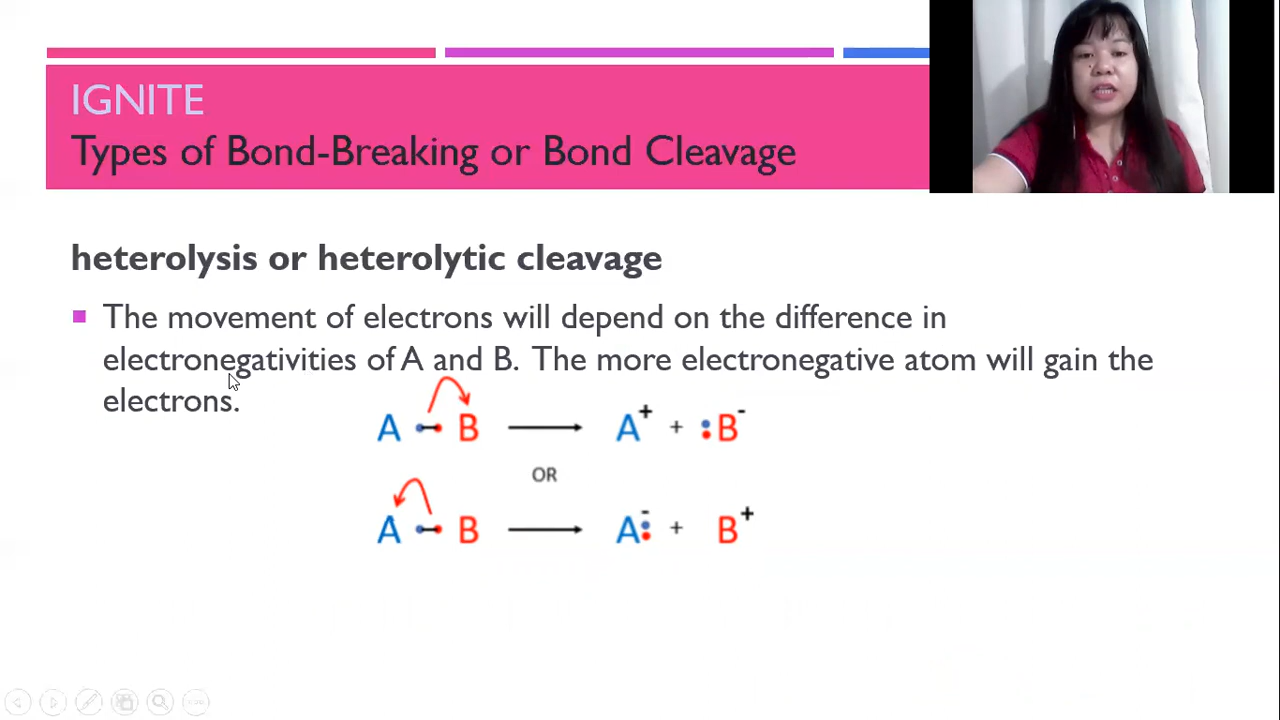 IGNITE
Types of Bond-Breaking or Bond Cleavage
heterolysis or heterolytic cleavage
The movement of electrons will depend on the difference in
electronegativities of A and B. The more electronegative atom will gain the
electrons.
A B → A+ + :B-
OR
A B → A:- + B+